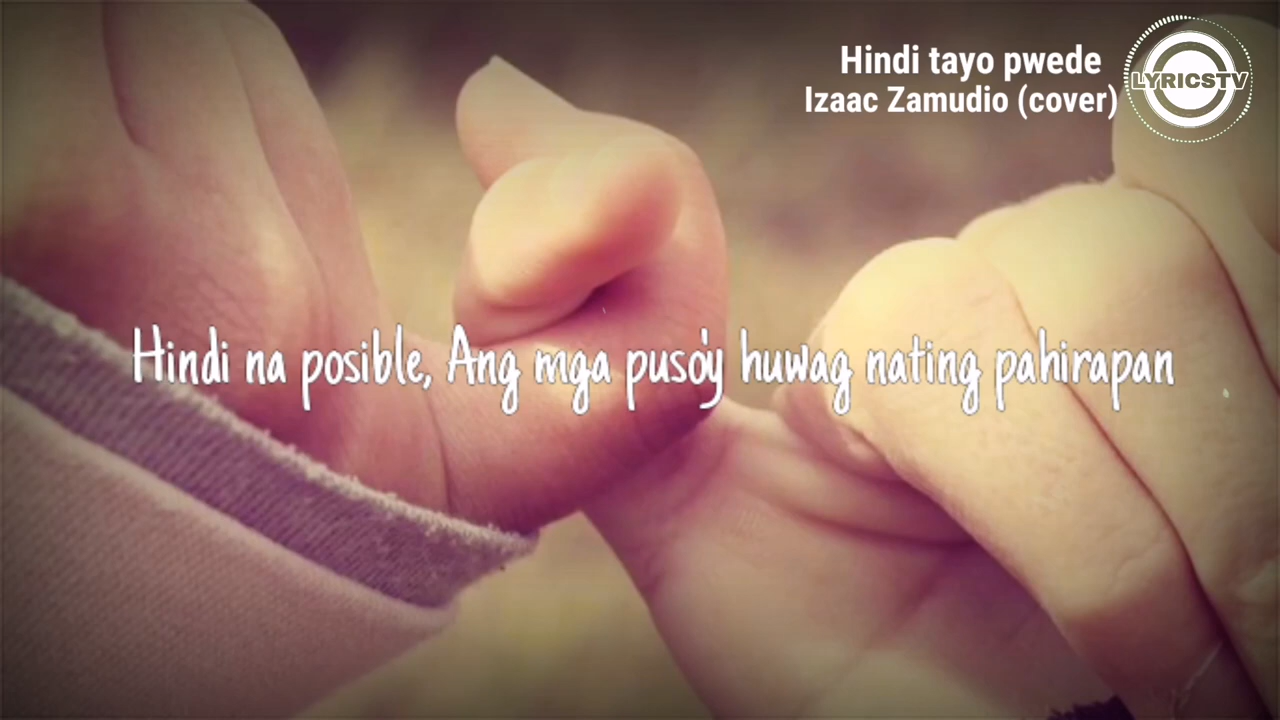 Hindi tayo pwede
Izaac Zamudio (cover)
LYRICSTV
Hindi na posible, Ang mga puso'y huwag nating pahirapan